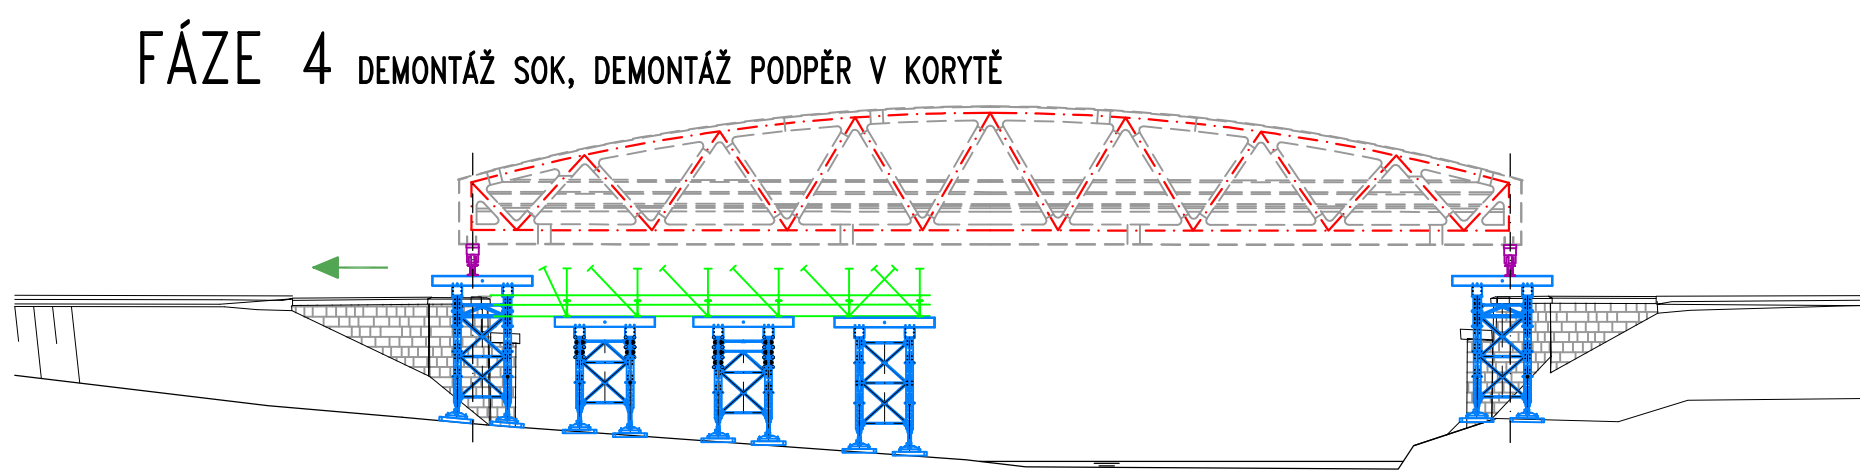 FÁZE 4 DEMONTÁŽ SOK, DEMONTÁŽ PODPĚR V KORYTĚ